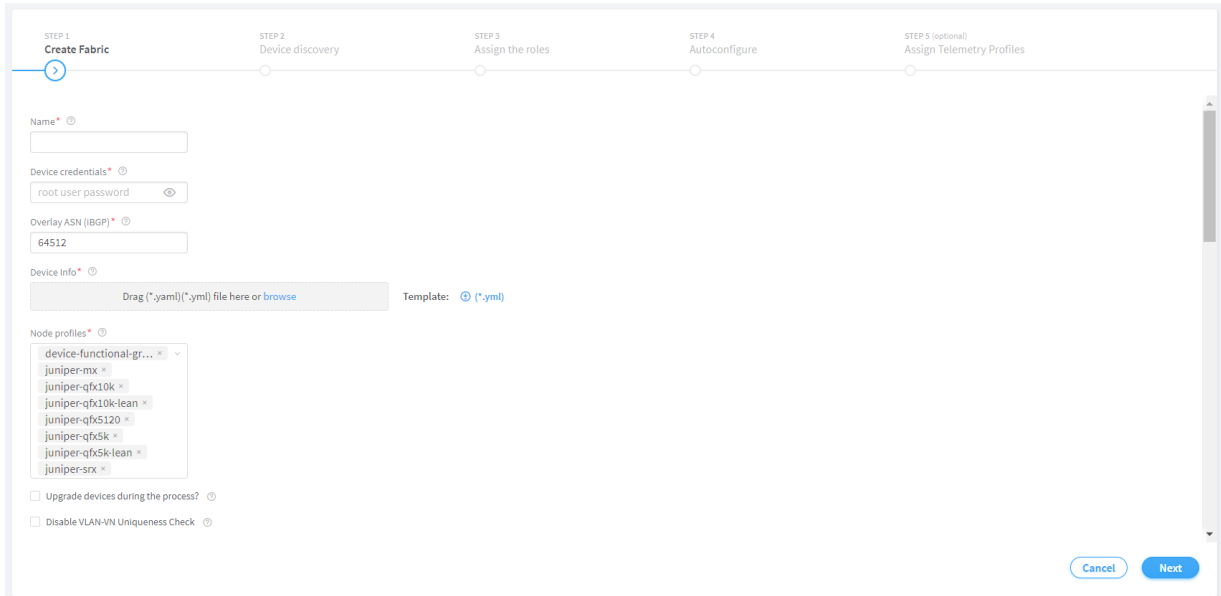 STEP 1
Create Fabric
STEP 2
Device discovery
STEP 3
Assign the roles
STEP 4
Autoconfigure
STEP 5 (optional)
Assign Telemetry Profiles
Name*
Device credentials*
root user password
Overlay ASN (iBGP)*
64512
Device Info*
Drag (*.yaml)(*.yml) file here or browse
Template: (*.yml)
Node profiles*
device-functional-gr... ×
juniper-mx ×
juniper-qfx10k ×
juniper-qfx10k-lean ×
juniper-qfx5120 ×
juniper-qfx5k ×
juniper-qfx5k-lean ×
juniper-srx ×
Upgrade devices during the process?
Disable VLAN-VN Uniqueness Check
Cancel Next